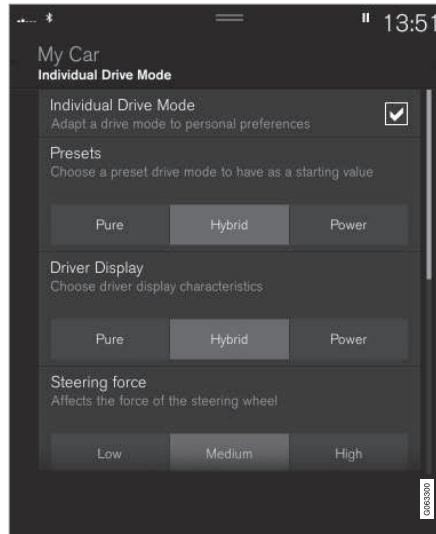 13:51
My Car
Individual Drive Mode
Individual Drive Mode
Adapt a drive mode to personal preferences
Presets
Choose a preset drive mode to have as a starting value
Pure Hybrid Power
Driver Display
Choose driver display characteristics
Pure Hybrid Power
Steering force
Affects the force of the steering wheel
Low Medium High
G063300